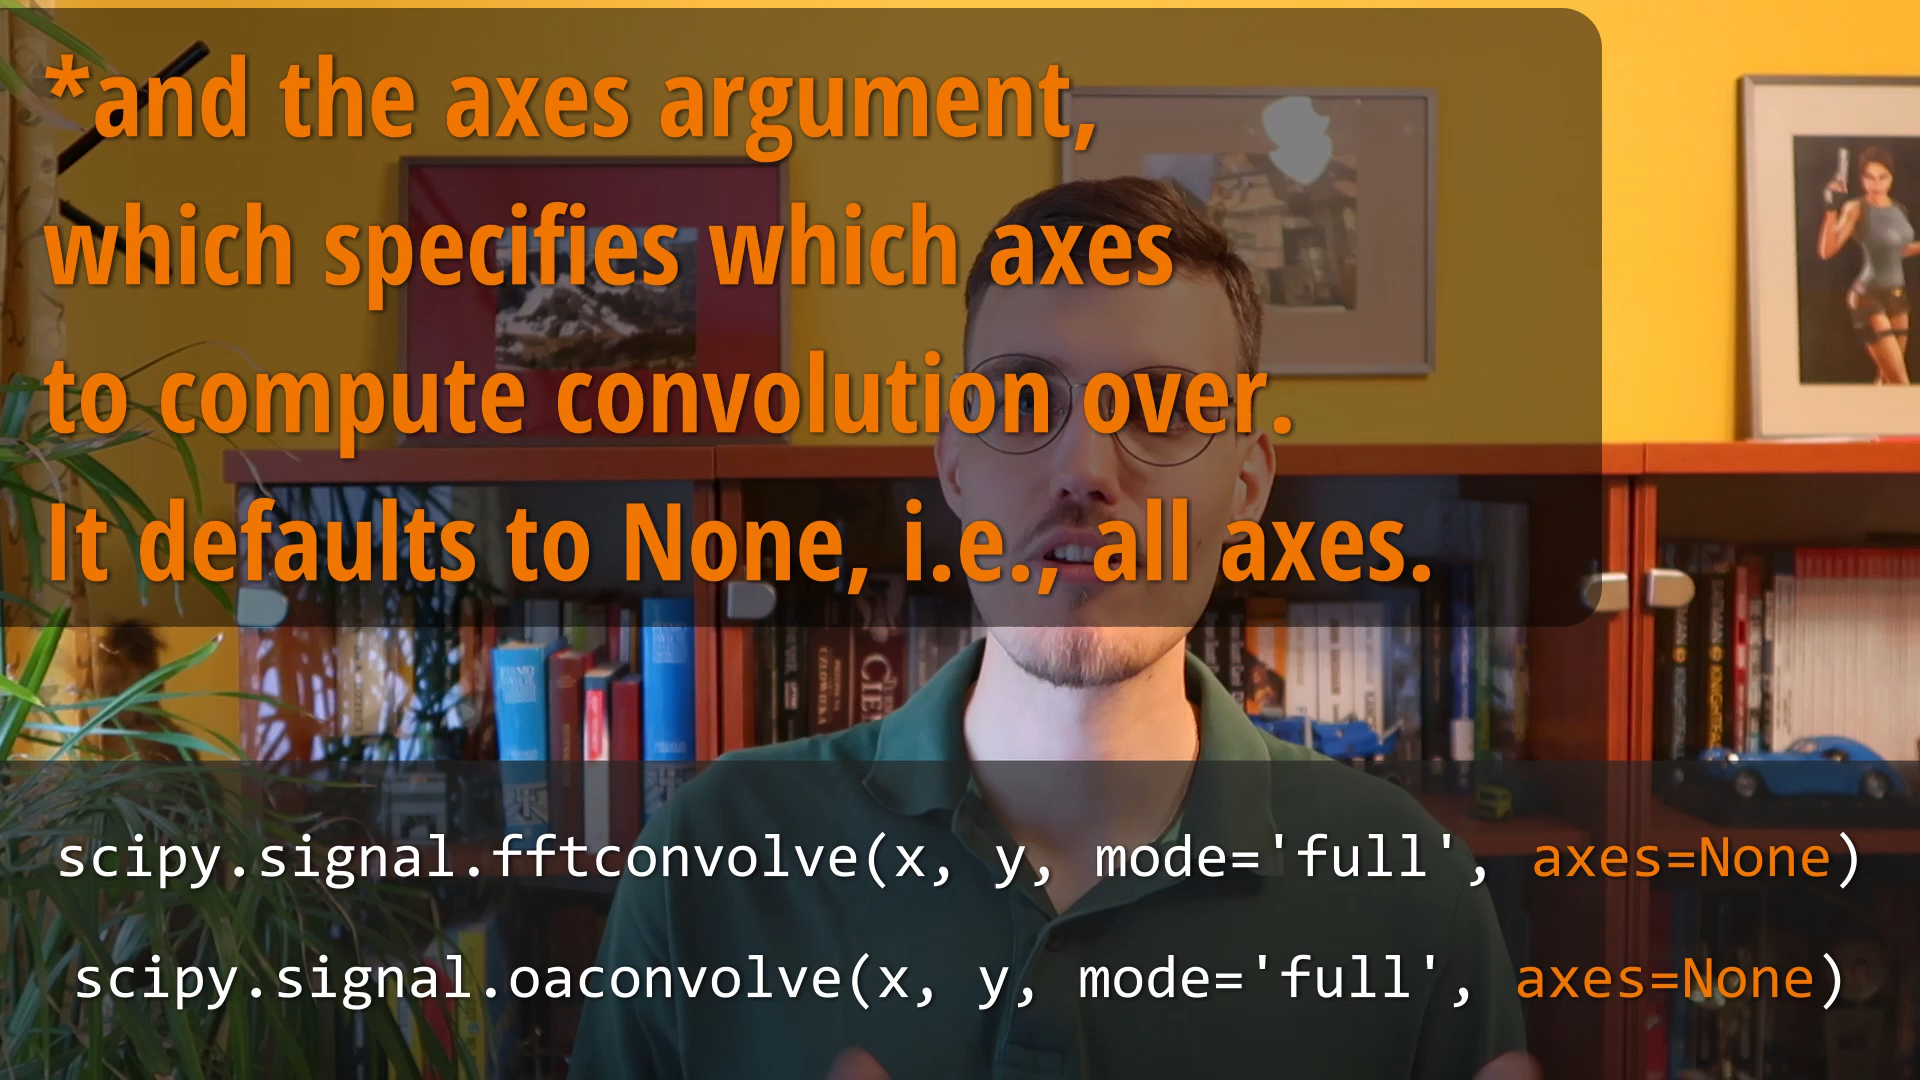 *and the axes argument,
which specifies which axes
to compute convolution over.
It defaults to None, i.e., all axes.
scipy.signal.fftconvolve(x, y, mode='full', axes=None)
scipy.signal.oaconvolve(x, y, mode='full', axes=None)